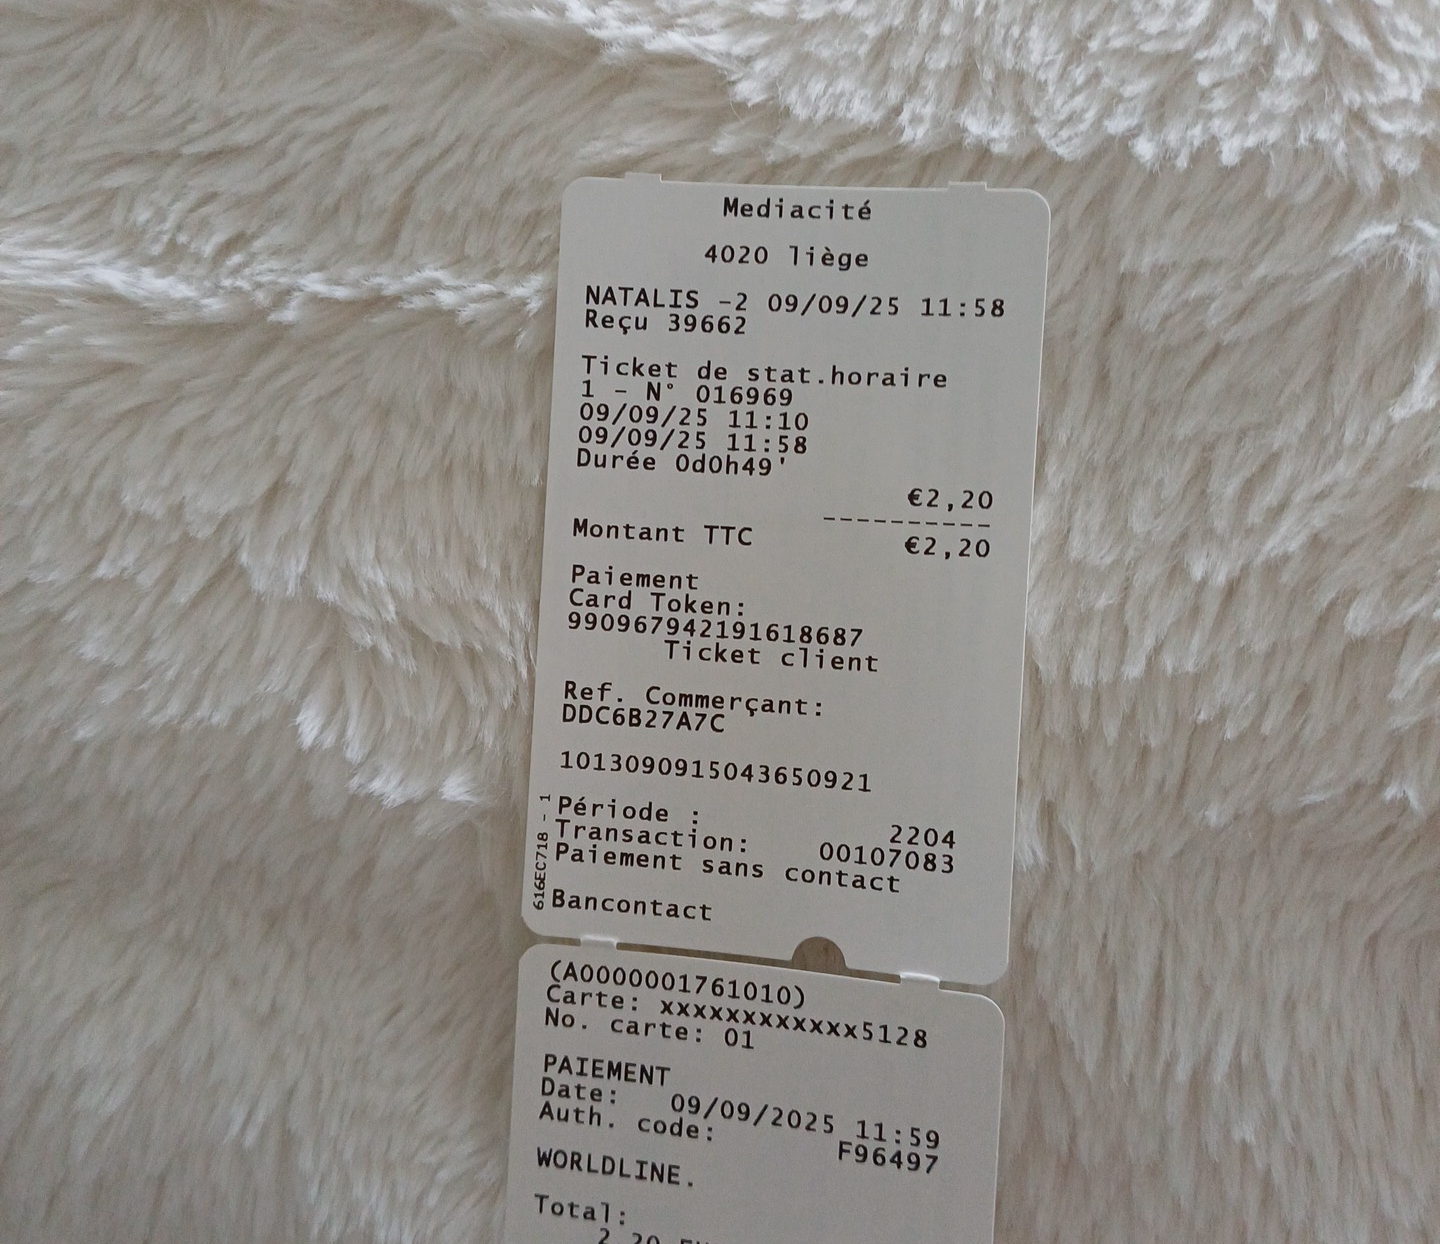 Mediacité
4020 liège
NATALIS -2 09/09/25 11:58
Reçu 39662
Ticket de stat.horaire
1 - N° 016969
09/09/25 11:10
09/09/25 11:58
Durée 0d0h49'
€2,20
----------
Montant TTC €2,20
Paiement
Card Token:
990967942191618687
Ticket client
Ref. Commerçant:
DDC6B27A7C
1013090915043650921
Période : 2204
Transaction: 00107083
Paiement sans contact
616EC718 - 1
Bancontact
(A0000001761010)
Carte: xxxxxxxxxxxx5128
No. carte: 01
PAIEMENT
Date: 09/09/2025 11:59
Auth. code: F96497
WORLDLINE.
Total:
2,20